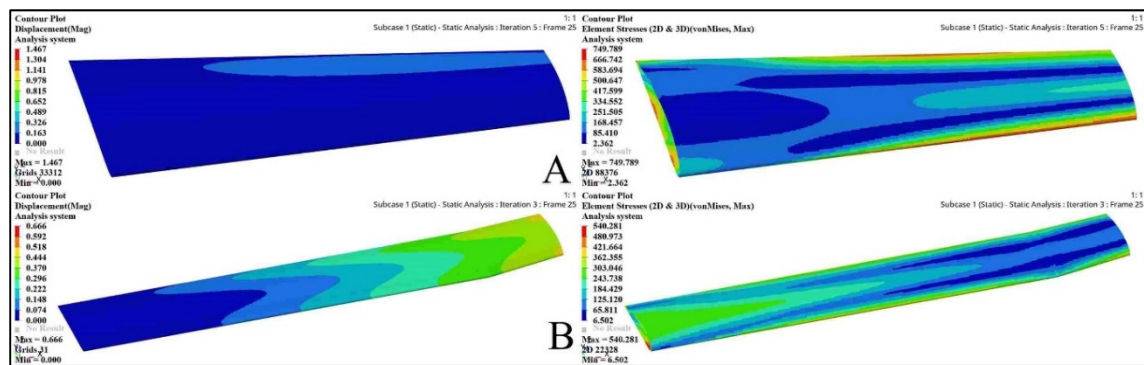 Contour Plot
Displacement(Mag)
Analysis system
1.467
1.304
1.141
0.978
0.815
0.652
0.489
0.326
0.163
0.000
No Result
Max = 1.467
Grids 33312
Min = 0.000
1: 1
Subcase 1 (Static) : Static Analysis : Iteration 5 : Frame 25
A
Contour Plot
Element Stresses (2D & 3D)(vonMises, Max)
Analysis system
749.789
666.742
583.694
500.647
417.599
334.552
251.505
168.457
85.410
2.362
No Result
Max = 749.789
2D 88376
Min = 2.362
1: 1
Subcase 1 (Static) : Static Analysis : Iteration 5 : Frame 25
Contour Plot
Displacement(Mag)
Analysis system
0.666
0.592
0.518
0.444
0.370
0.296
0.222
0.148
0.074
0.000
No Result
Max = 0.666
Grids 31
Min = 0.000
1: 1
Subcase 1 (Static) : Static Analysis : Iteration 3 : Frame 25
B
Contour Plot
Element Stresses (2D & 3D)(vonMises, Max)
Analysis system
540.281
480.973
421.664
362.355
303.046
243.738
184.429
125.120
65.811
6.502
No Result
Max = 540.281
2D 22328
Min = 6.502
1: 1
Subcase 1 (Static) : Static Analysis : Iteration 3 : Frame 25